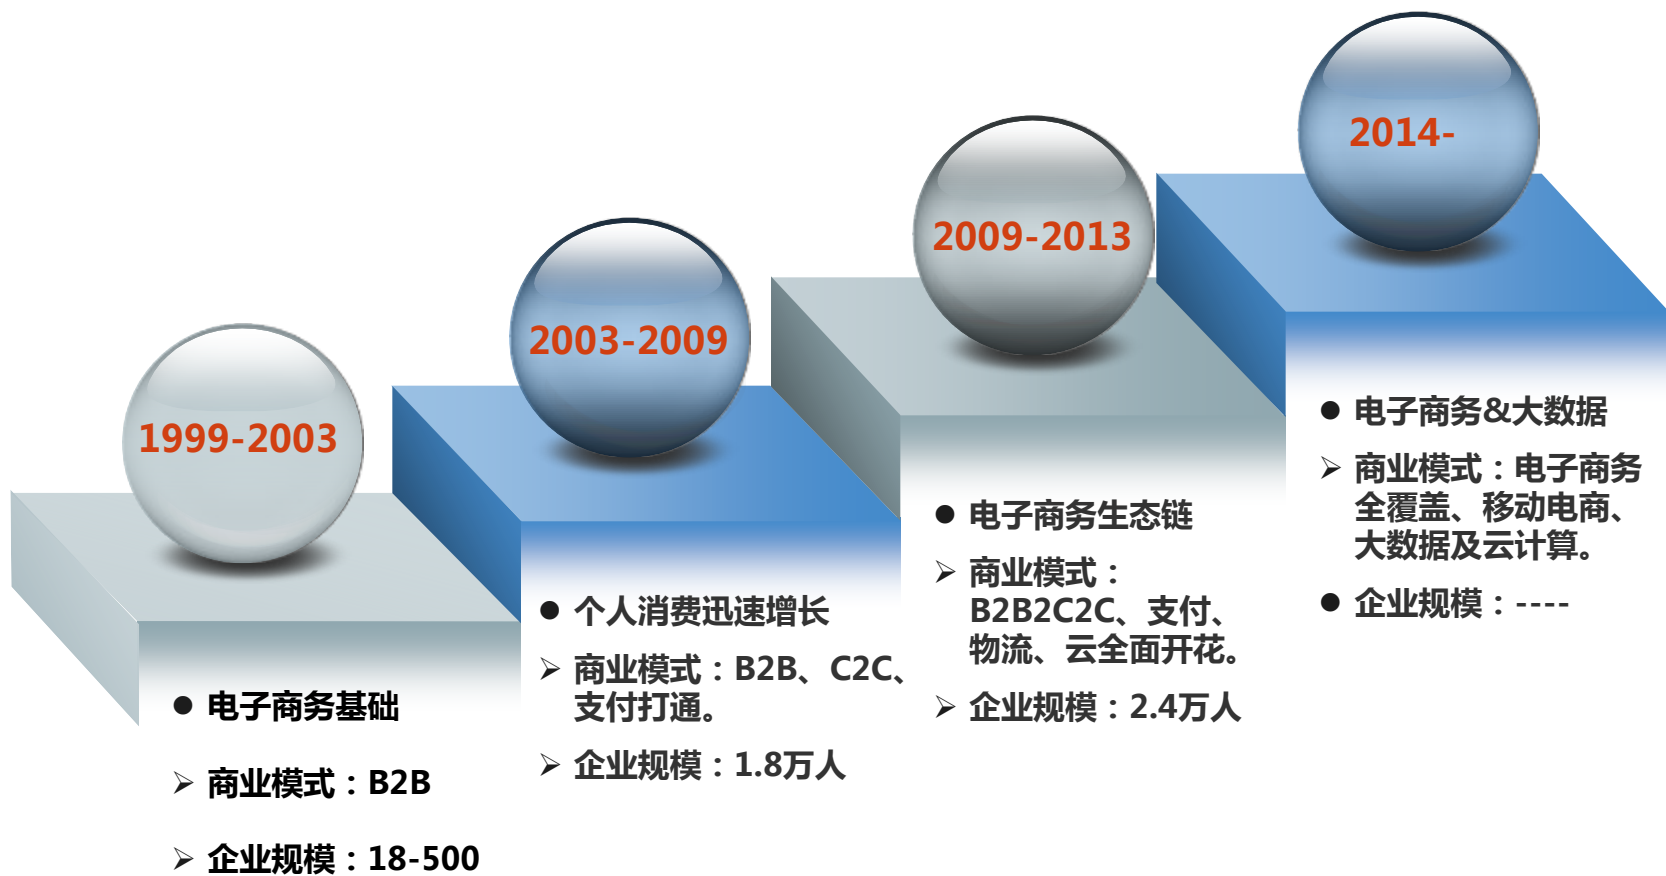 1999-2003
电子商务基础
商业模式：B2B
企业规模：18-500
2003-2009
个人消费迅速增长
商业模式：B2B、C2C、
支付打通。
企业规模：1.8万人
2009-2013
电子商务生态链
商业模式：
B2B2C2C、支付、
物流、云全面开花。
企业规模：2.4万人
2014-
电子商务&大数据
商业模式：电子商务
全覆盖、移动电商、
大数据及云计算。
企业规模：----